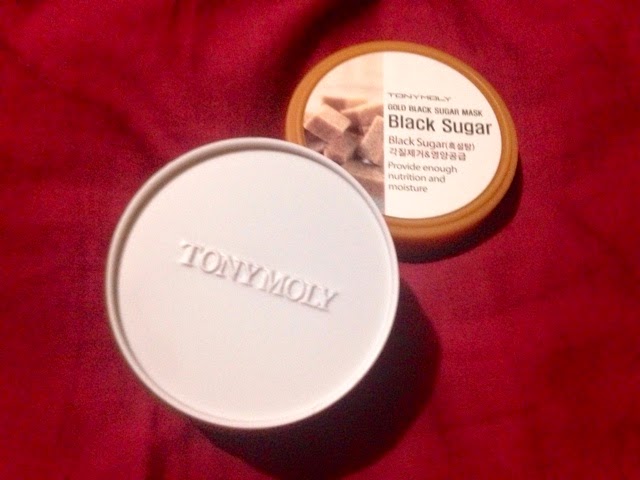 TONYMOLY
GOLD BLACK SUGAR MASK
Black Sugar
Black Sugar(흑설탕)
각질제거&영양공급
Provide enough
nutrition and
moisture
TONYMOLY